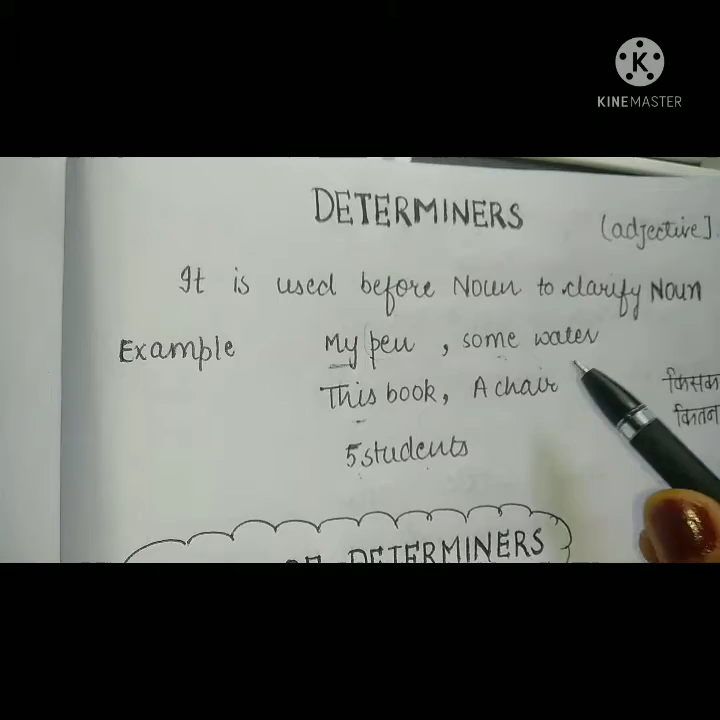 K
KINEMASTER
DETERMINERS
(adjective]
It is used before Noun to clarify Noun
Example My pen , some water
This book, A chair
5 students
DETERMINERS